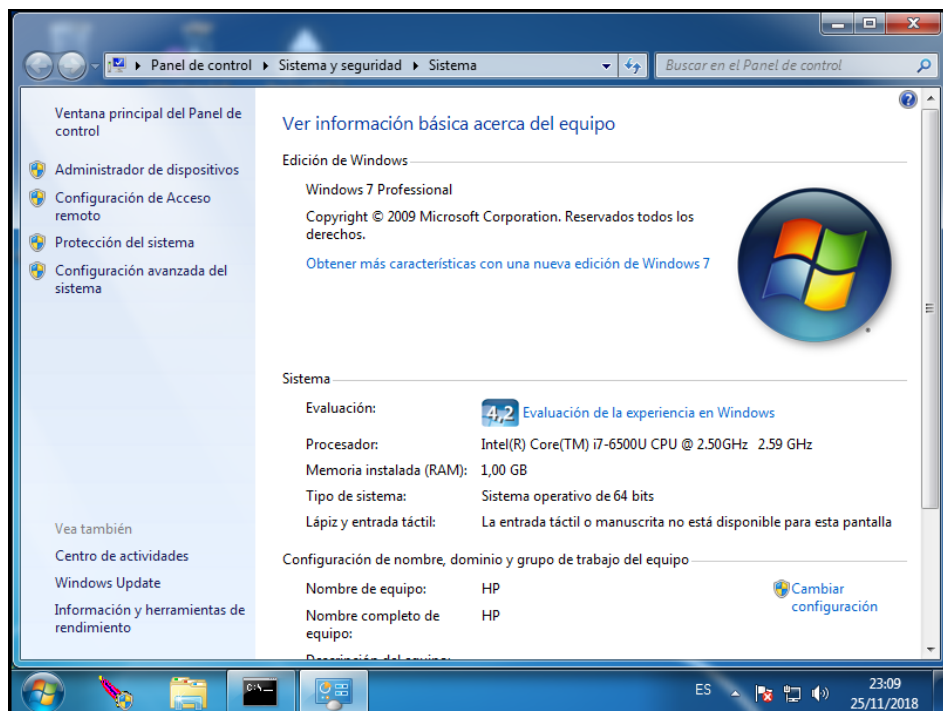 Panel de control ▸ Sistema y seguridad ▸ Sistema
Buscar en el Panel de control
Ventana principal del Panel de
control
Administrador de dispositivos
Configuración de Acceso
remoto
Protección del sistema
Configuración avanzada del
sistema
Vea también
Centro de actividades
Windows Update
Información y herramientas de
rendimiento
Ver información básica acerca del equipo
Edición de Windows
Windows 7 Professional
Copyright © 2009 Microsoft Corporation. Reservados todos los
derechos.
Obtener más características con una nueva edición de Windows 7
Sistema
Evaluación: 4,2 Evaluación de la experiencia en Windows
Procesador: Intel(R) Core(TM) i7-6500U CPU @ 2.50GHz 2.59 GHz
Memoria instalada (RAM): 1,00 GB
Tipo de sistema: Sistema operativo de 64 bits
Lápiz y entrada táctil: La entrada táctil o manuscrita no está disponible para esta pantalla
Configuración de nombre, dominio y grupo de trabajo del equipo
Nombre de equipo: HP
Cambiar
configuración
Nombre completo de HP
equipo:
Descripción del equipo:
C:\_
ES
23:09
25/11/2018